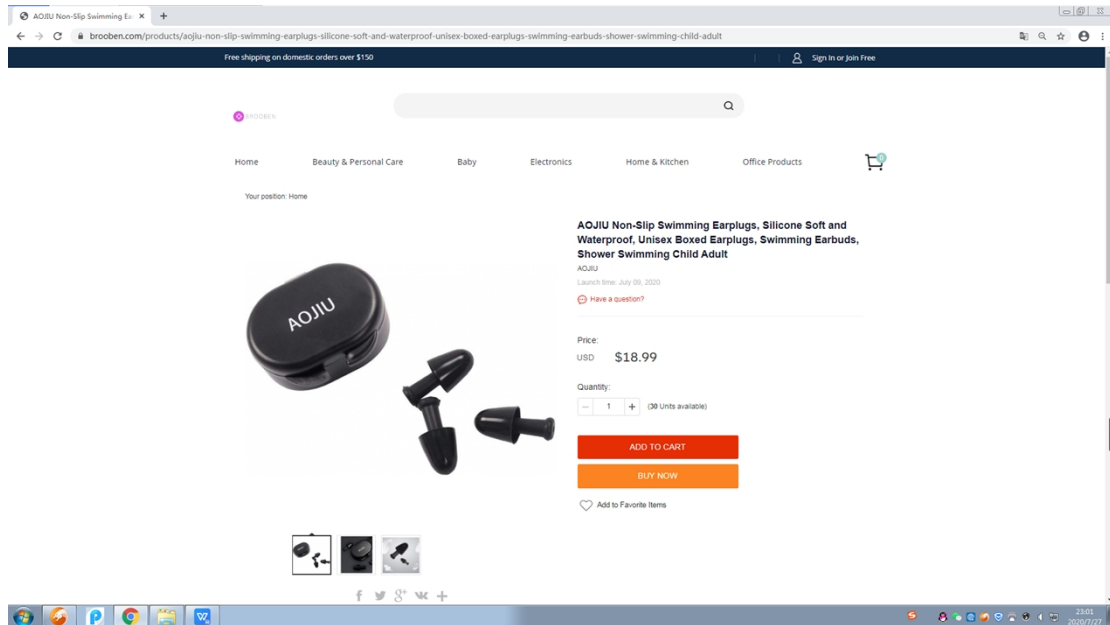 AOJIU Non-Slip Swimming Ea
brooben.com/products/aojiu-non-slip-swimming-earplugs-silicone-soft-and-waterproof-unisex-boxed-earplugs-swimming-earbuds-shower-swimming-child-adult
Free shipping on domestic orders over $150
Sign In or Join Free
BROOBEN
Home
Beauty & Personal Care
Baby
Electronics
Home & Kitchen
Office Products
0
Your position: Home
AOJIU Non-Slip Swimming Earplugs, Silicone Soft and
Waterproof, Unisex Boxed Earplugs, Swimming Earbuds,
Shower Swimming Child Adult
AOJIU
Launch time: July 09, 2020
Have a question?
AOJIU
Price:
USD $18.99
Quantity:
− 1 + (30 Units available)
ADD TO CART
BUY NOW
Add to Favorite Items
23:01
2020/7/27